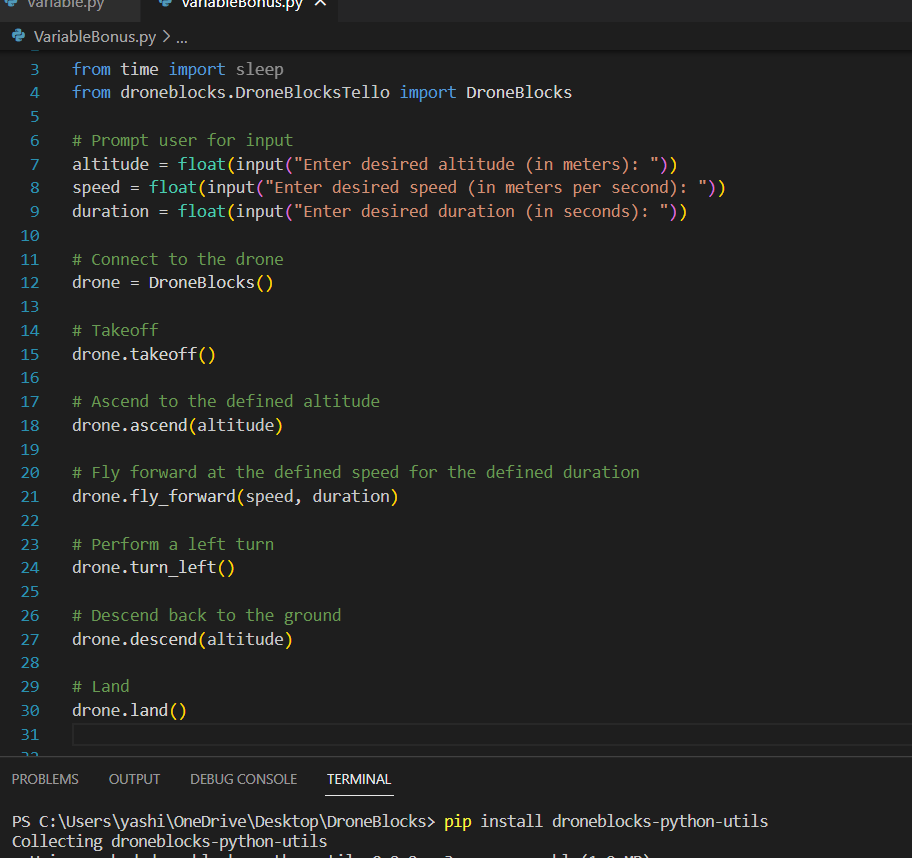 Variable.py VariableBonus.py
VariableBonus.py > ...
3 from time import sleep
4 from droneblocks.DroneBlocksTello import DroneBlocks
5
6 # Prompt user for input
7 altitude = float(input("Enter desired altitude (in meters): "))
8 speed = float(input("Enter desired speed (in meters per second): "))
9 duration = float(input("Enter desired duration (in seconds): "))
10
11 # Connect to the drone
12 drone = DroneBlocks()
13
14 # Takeoff
15 drone.takeoff()
16
17 # Ascend to the defined altitude
18 drone.ascend(altitude)
19
20 # Fly forward at the defined speed for the defined duration
21 drone.fly_forward(speed, duration)
22
23 # Perform a left turn
24 drone.turn_left()
25
26 # Descend back to the ground
27 drone.descend(altitude)
28
29 # Land
30 drone.land()
31
PROBLEMS OUTPUT DEBUG CONSOLE TERMINAL
PS C:\Users\yashi\OneDrive\Desktop\DroneBlocks> pip install droneblocks-python-utils
Collecting droneblocks-python-utils